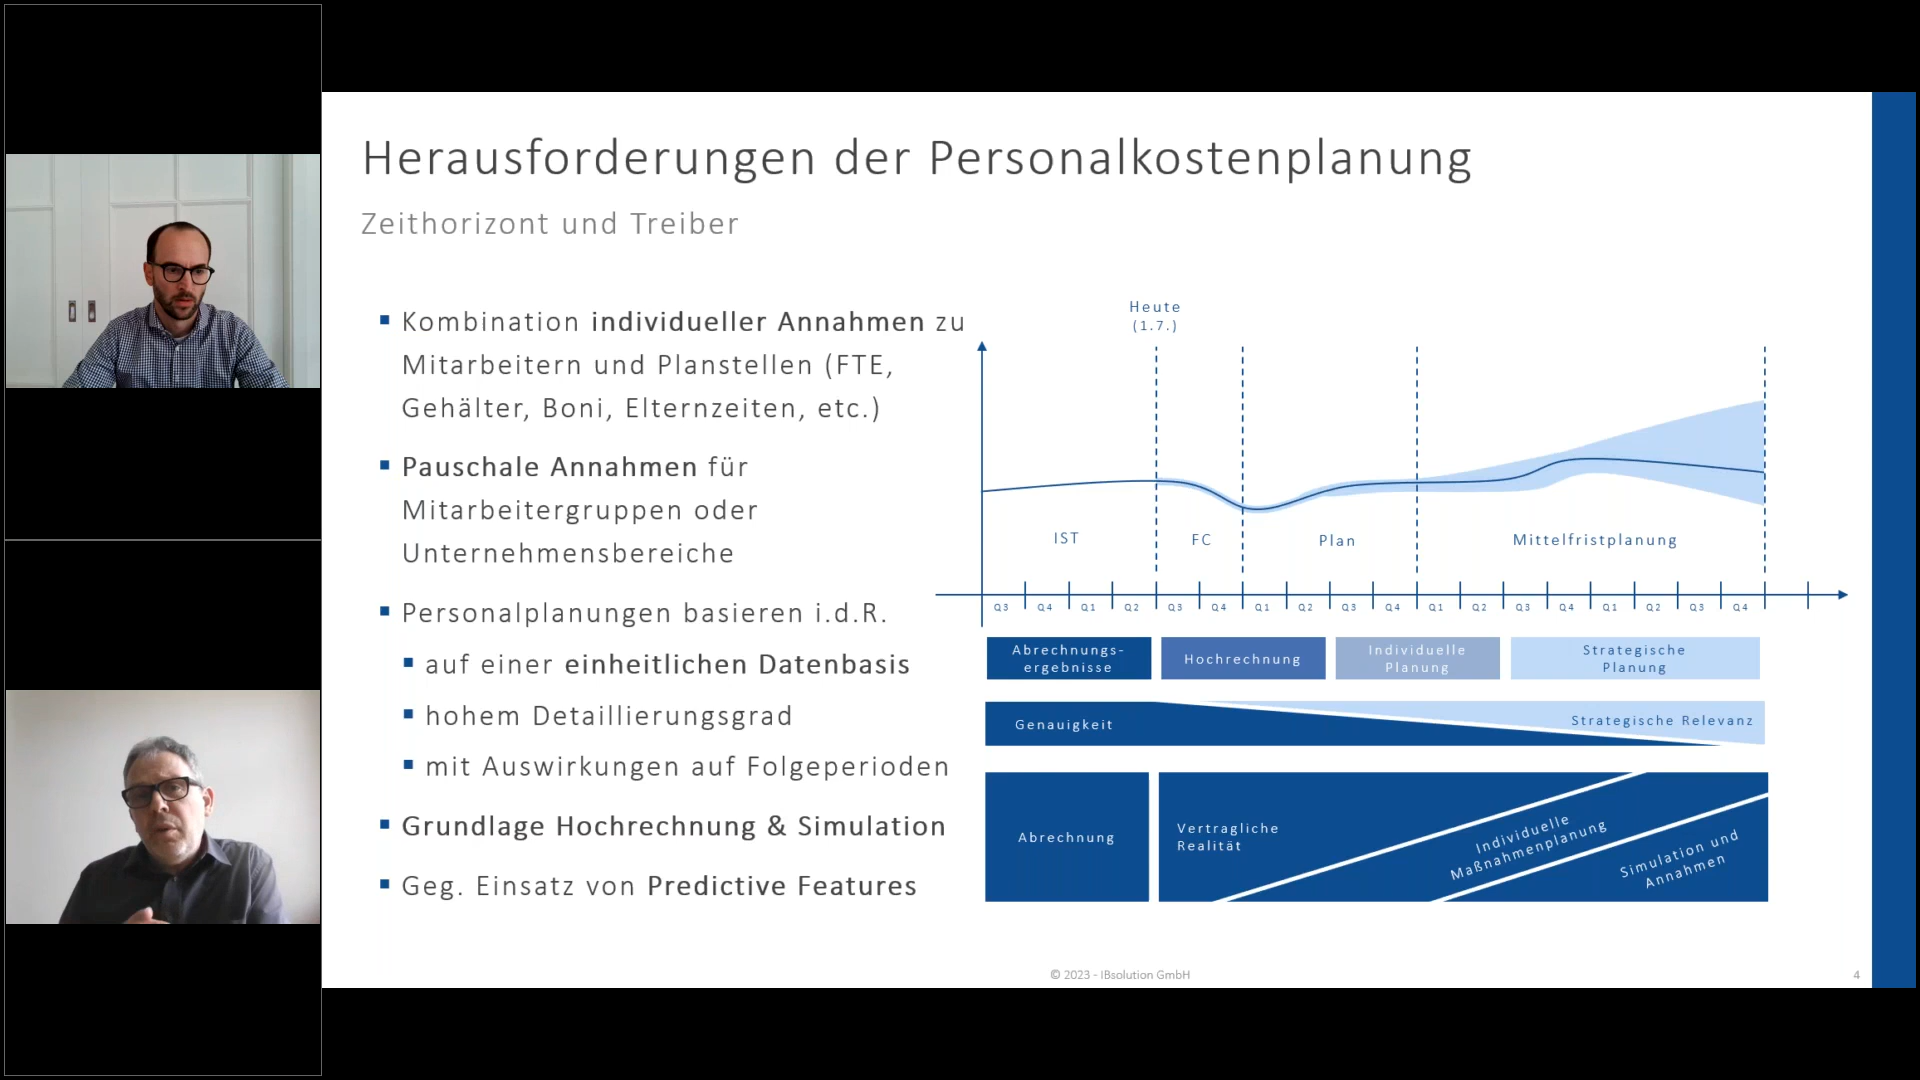 Herausforderungen der Personalkostenplanung
Zeithorizont und Treiber
Kombination individueller Annahmen zu
Mitarbeitern und Planstellen (FTE,
Gehälter, Boni, Elternzeiten, etc.)
Pauschale Annahmen für
Mitarbeitergruppen oder
Unternehmensbereiche
Personalplanungen basieren i.d.R.
auf einer einheitlichen Datenbasis
hohem Detaillierungsgrad
mit Auswirkungen auf Folgeperioden
Grundlage Hochrechnung & Simulation
Geg. Einsatz von Predictive Features
Heute
(1.7.)
IST
FC
Plan
Mittelfristplanung
Q3 Q4 Q1 Q2 Q3 Q4 Q1 Q2 Q3 Q4 Q1 Q2 Q3 Q4 Q1 Q2 Q3 Q4
Abrechnungs-
ergebnisse
Hochrechnung
Individuelle
Planung
Strategische
Planung
Genauigkeit
Strategische Relevanz
Abrechnung
Vertragliche
Realität
Individuelle
Maßnahmenplanung
Simulation und
Annahmen
© 2023 - IBsolution GmbH
4